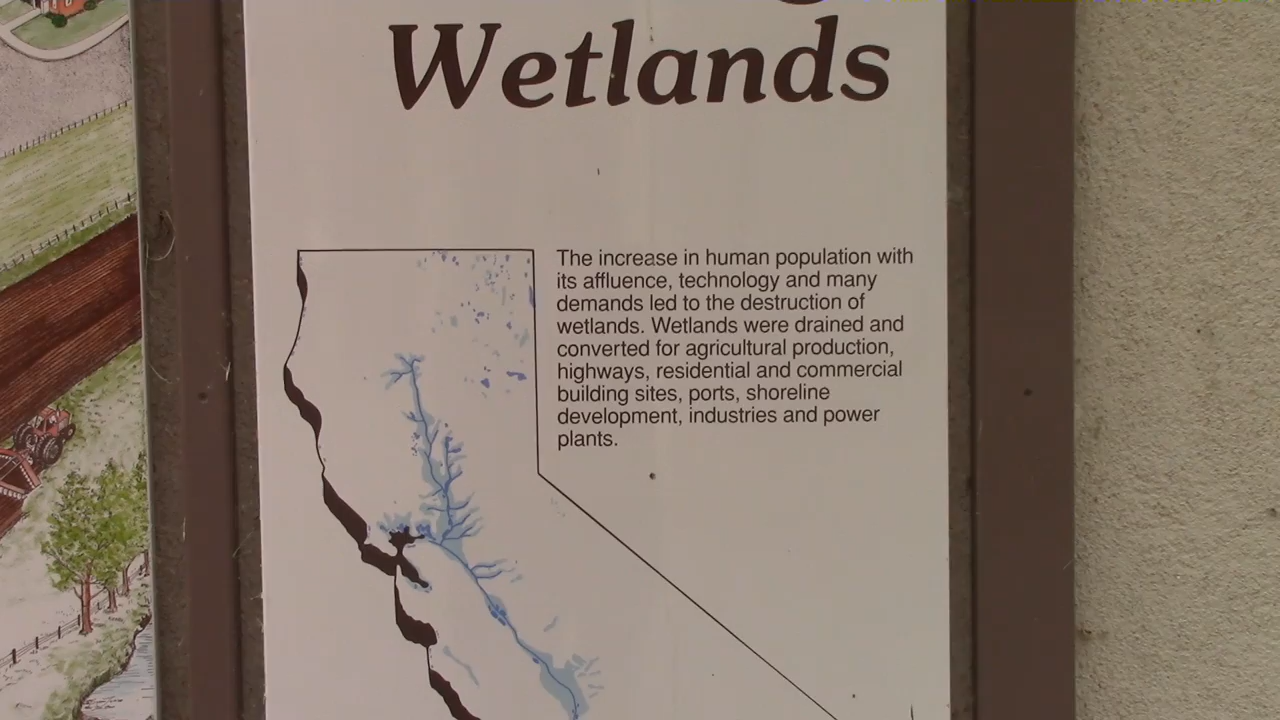 Wetlands
The increase in human population with
its affluence, technology and many
demands led to the destruction of
wetlands. Wetlands were drained and
converted for agricultural production,
highways, residential and commercial
building sites, ports, shoreline
development, industries and power
plants.